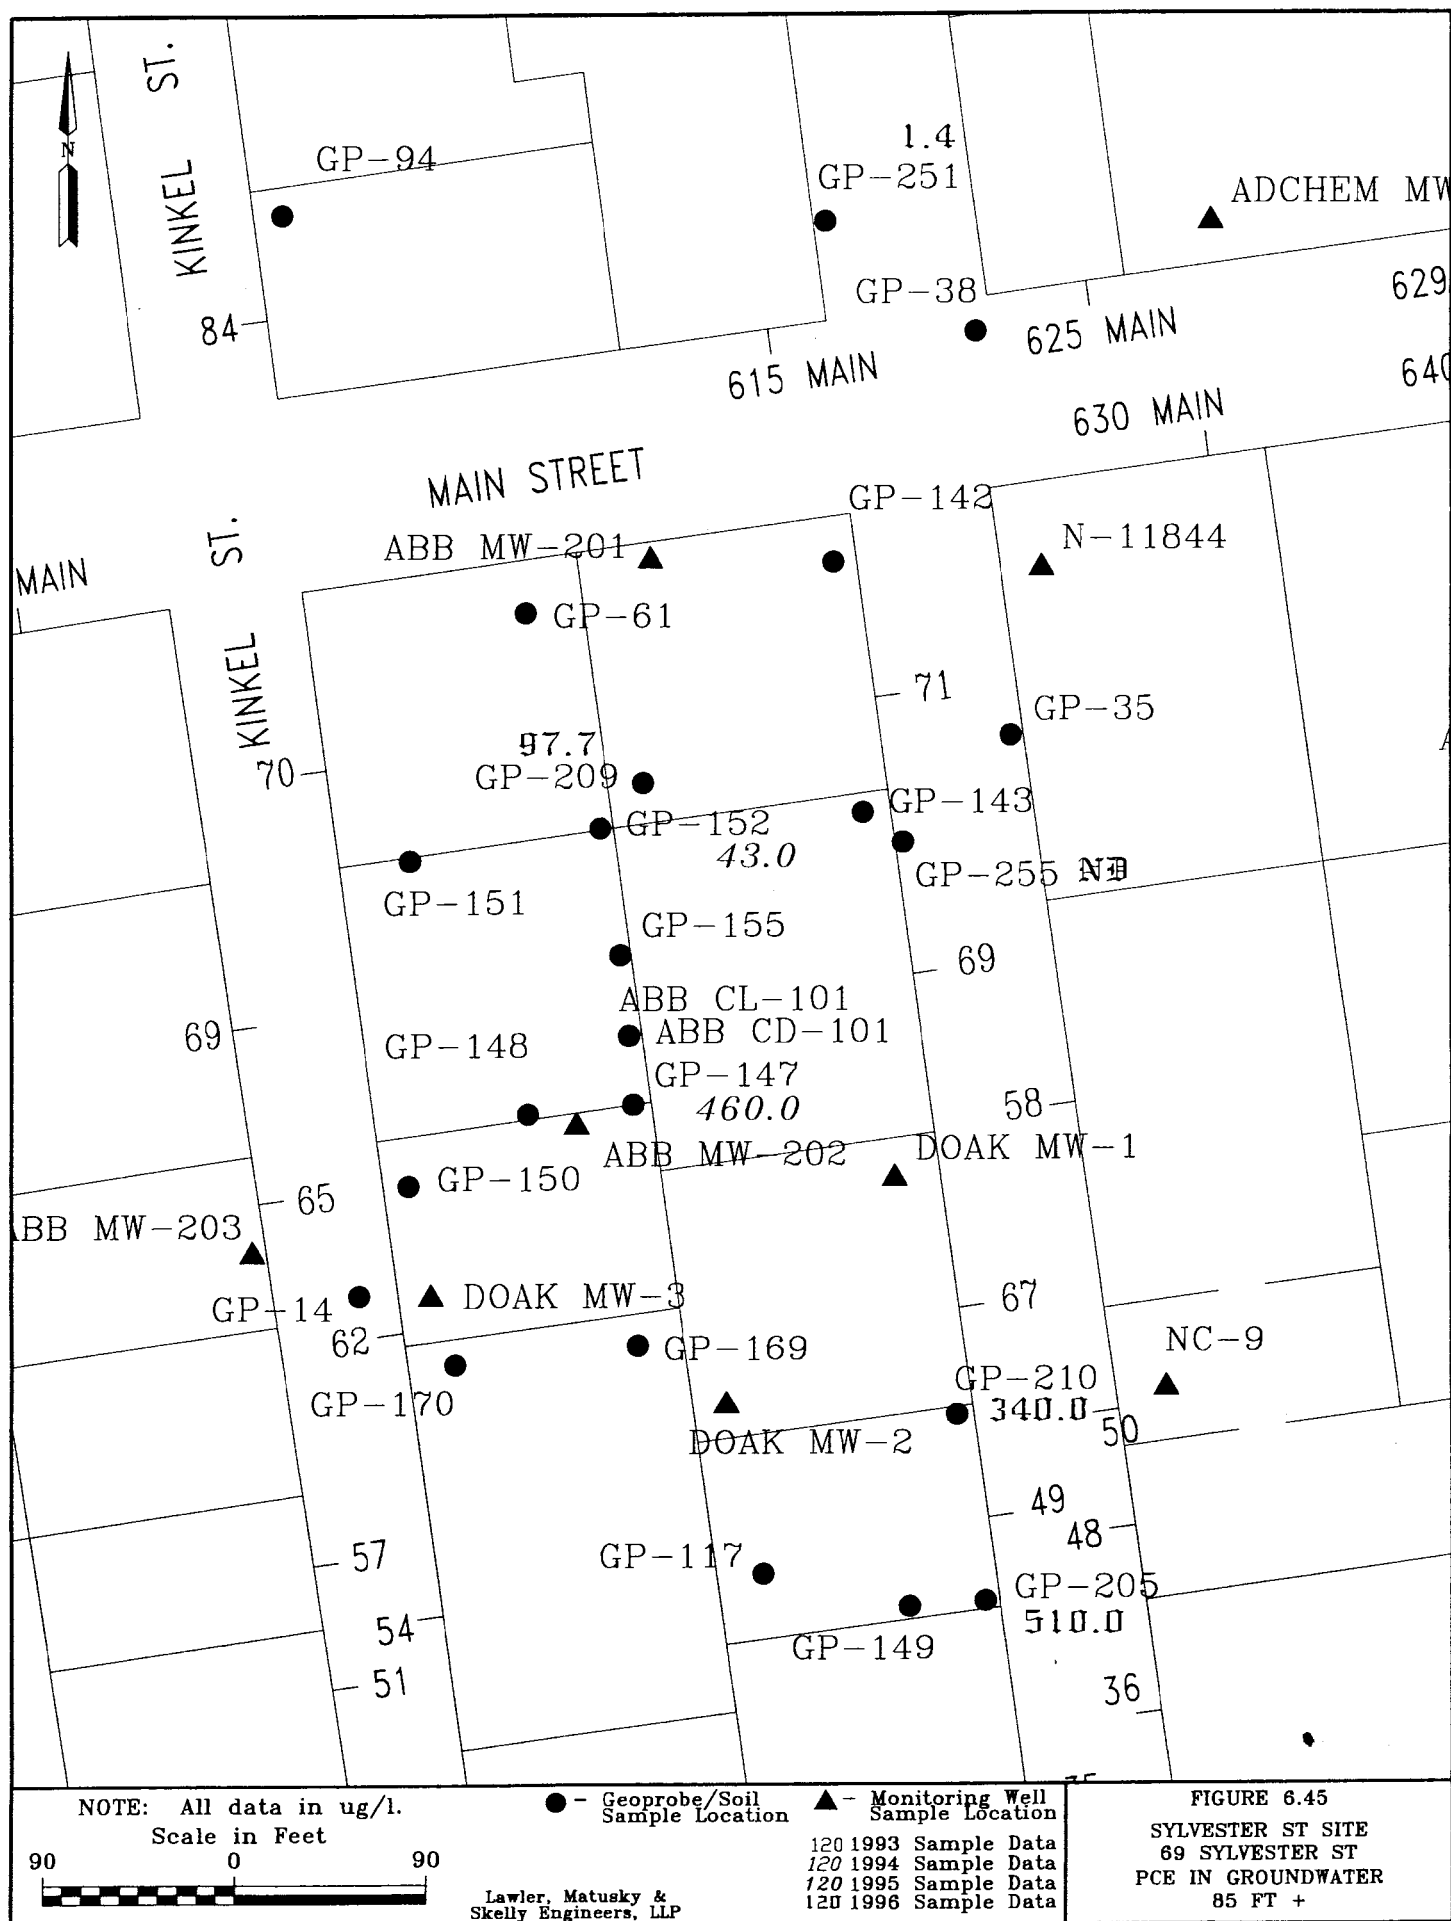 KINKEL ST.
N
GP-94
1.4
GP-251
ADCHEM MW
GP-38
629
84
625 MAIN
615 MAIN
640
630 MAIN
MAIN STREET
GP-142
KINKEL ST.
ABB MW-201
N-11844
MAIN
GP-61
71
GP-35
97.7
70
GP-209
GP-143
GP-152
43.0
GP-255 ND
GP-151
GP-155
69
ABB CL-101
69
GP-148
ABB CD-101
GP-147
460.0
58
ABB MW-202
DOAK MW-1
GP-150
65
ABB MW-203
DOAK MW-3
67
GP-14
62
GP-169
NC-9
GP-210
GP-170
340.0
50
DOAK MW-2
49
48
57
GP-117
GP-205
510.0
54
GP-149
51
36
NOTE: All data in ug/l.
Scale in Feet
90 0 90
- Geoprobe/Soil
Sample Location
- Monitoring Well
Sample Location
120 1993 Sample Data
120 1994 Sample Data
120 1995 Sample Data
120 1996 Sample Data
Lawler, Matusky &
Skelly Engineers, LLP
FIGURE 6.45
SYLVESTER ST SITE
69 SYLVESTER ST
PCE IN GROUNDWATER
85 FT +